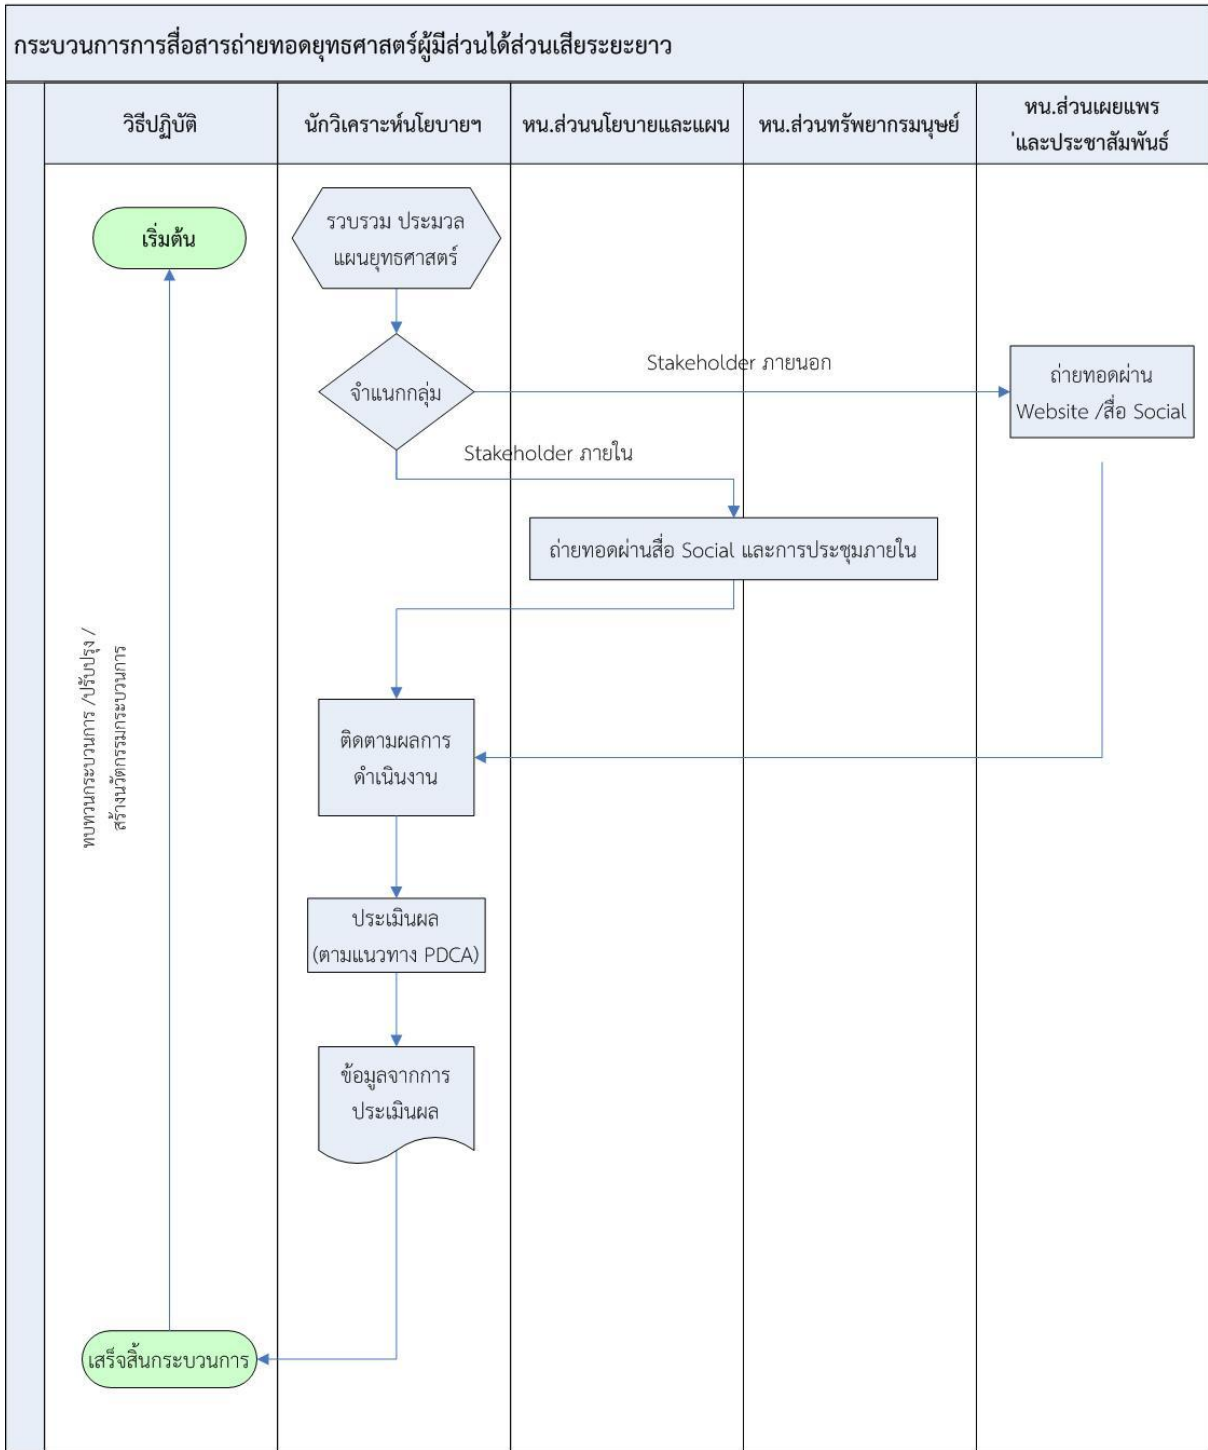 กระบวนการการสื่อสารถ่ายทอดยุทธศาสตร์ผู้มีส่วนได้ส่วนเสียระยะยาว
วิธีปฏิบัติ
นักวิเคราะห์นโยบายฯ
หน.ส่วนนโยบายและแผน
หน.ส่วนทรัพยากรมนุษย์
หน.ส่วนเผยแพร
่และประชาสัมพันธ์
เริ่มต้น
รวบรวม ประมวล
แผนยุทธศาสตร์
จำแนกกลุ่ม
Stakeholder ภายนอก
ถ่ายทอดผ่าน
Website /สื่อ Social
Stakeholder ภายใน
ถ่ายทอดผ่านสื่อ Social และการประชุมภายใน
ทบทวนกระบวนการ /ปรับปรุง /
สร้างนวัตกรรมกระบวนการ
ติดตามผลการ
ดำเนินงาน
ประเมินผล
(ตามแนวทาง PDCA)
ข้อมูลจากการ
ประเมินผล
เสร็จสิ้นกระบวนการ